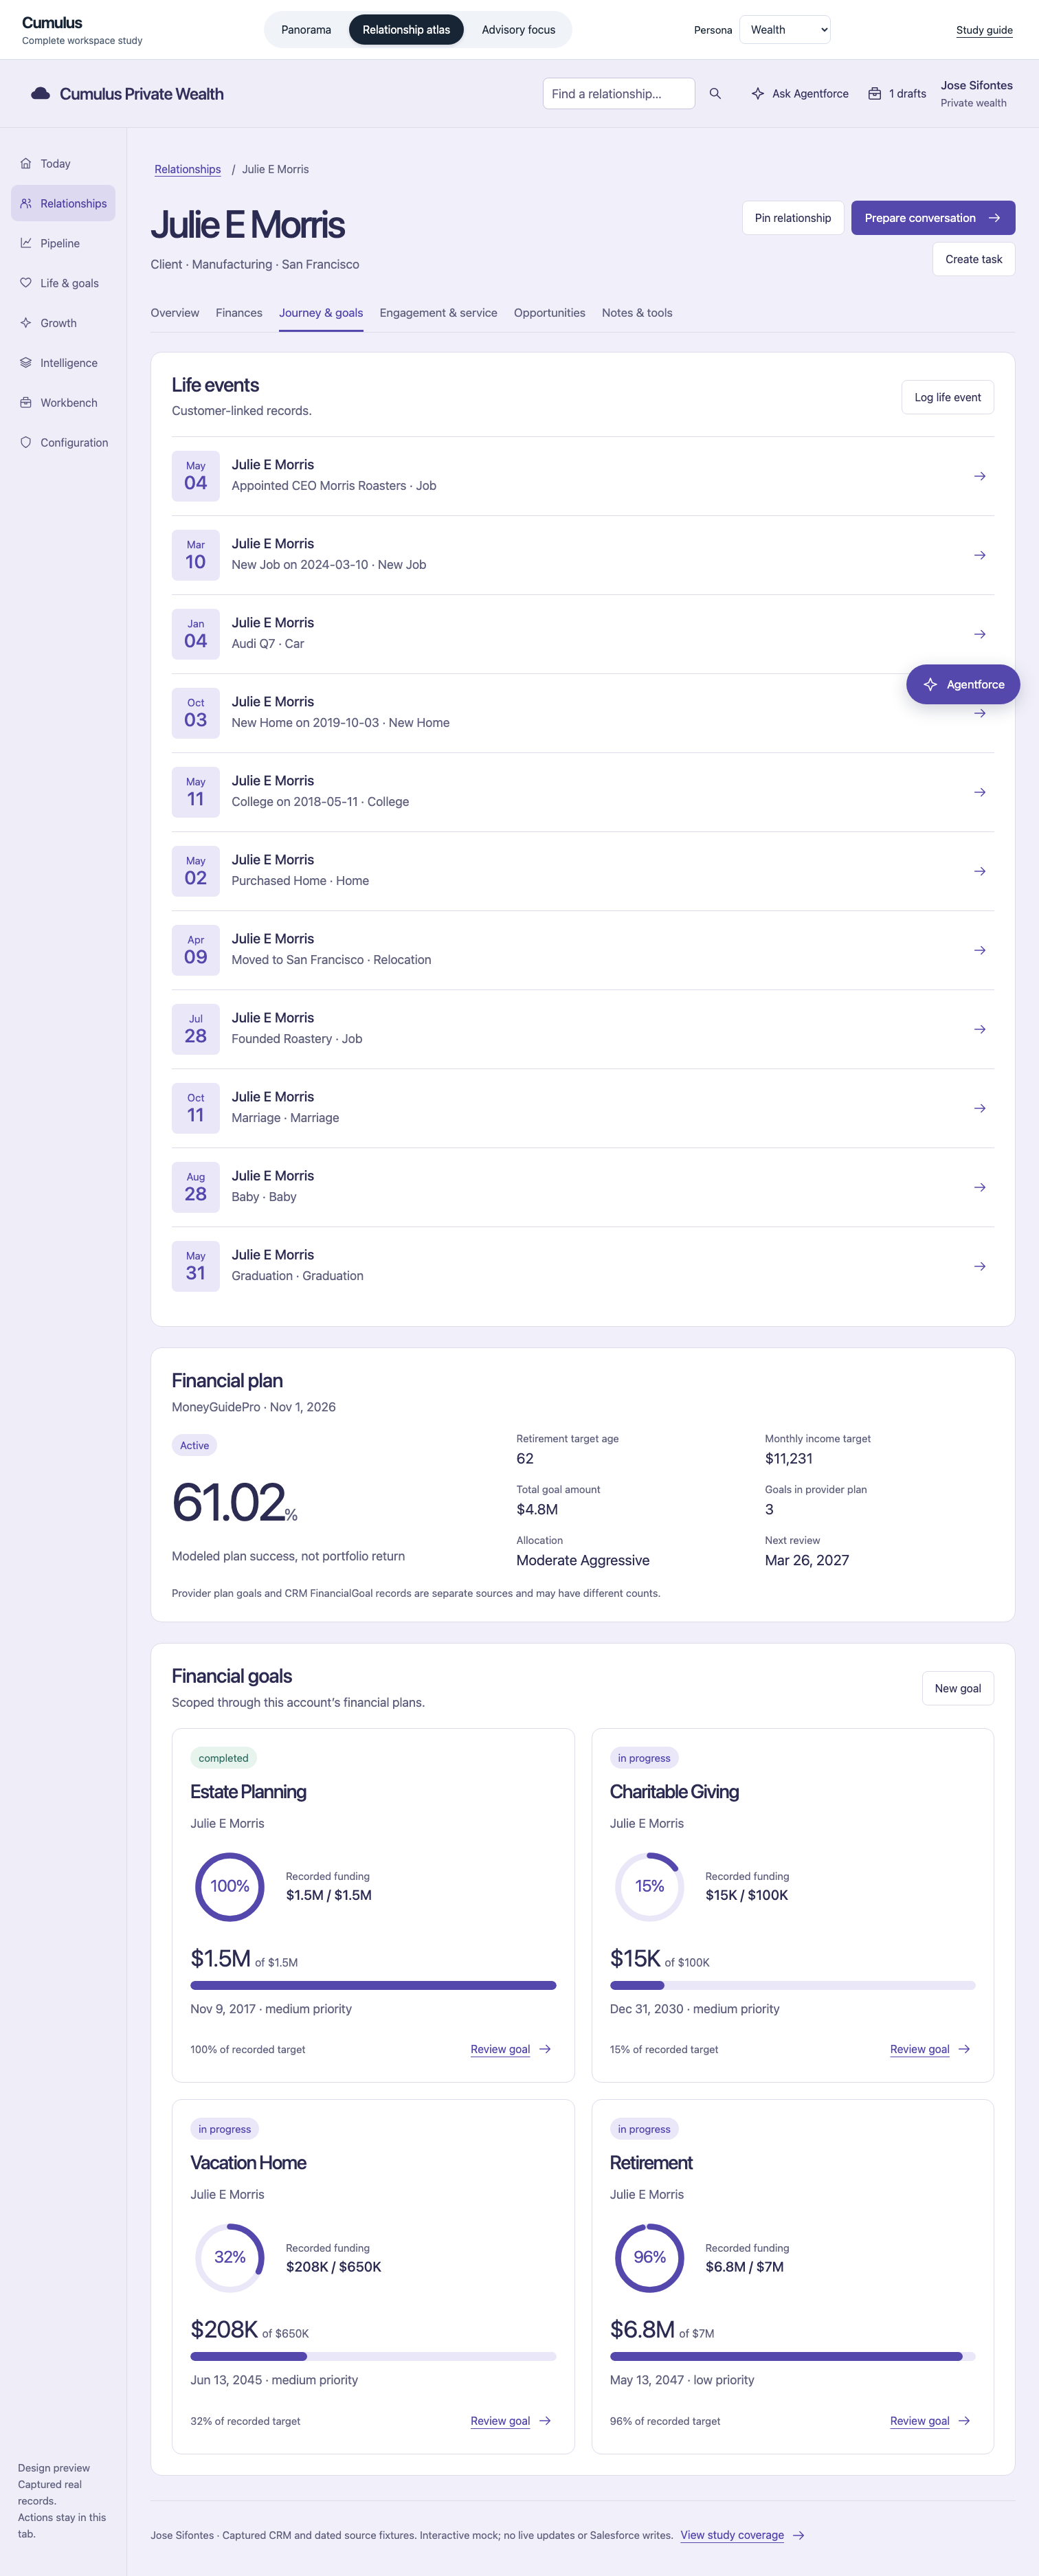 Cumulus
Complete workspace study
Panorama
Relationship atlas
Advisory focus
Persona
Wealth
Study guide
Cumulus Private Wealth
Find a relationship...
Ask Agentforce
1 drafts
Jose Sifontes
Private wealth
Today
Relationships
Pipeline
Life & goals
Growth
Intelligence
Workbench
Configuration
Relationships / Julie E Morris
Julie E Morris
Client · Manufacturing · San Francisco
Pin relationship
Prepare conversation
Create task
Overview
Finances
Journey & goals
Engagement & service
Opportunities
Notes & tools
Life events
Customer-linked records.
Log life event
May
04
Julie E Morris
Appointed CEO Morris Roasters · Job
Mar
10
Julie E Morris
New Job on 2024-03-10 · New Job
Jan
04
Julie E Morris
Audi Q7 · Car
Agentforce
Oct
03
Julie E Morris
New Home on 2019-10-03 · New Home
May
11
Julie E Morris
College on 2018-05-11 · College
May
02
Julie E Morris
Purchased Home · Home
Apr
09
Julie E Morris
Moved to San Francisco · Relocation
Jul
28
Julie E Morris
Founded Roastery · Job
Oct
11
Julie E Morris
Marriage · Marriage
Aug
28
Julie E Morris
Baby · Baby
May
31
Julie E Morris
Graduation · Graduation
Financial plan
MoneyGuidePro · Nov 1, 2026
Active
61.02%
Modeled plan success, not portfolio return
Retirement target age
62
Monthly income target
$11,231
Total goal amount
$4.8M
Goals in provider plan
3
Allocation
Moderate Aggressive
Next review
Mar 26, 2027
Provider plan goals and CRM FinancialGoal records are separate sources and may have different counts.
Financial goals
Scoped through this account's financial plans.
New goal
completed
Estate Planning
Julie E Morris
100%
Recorded funding
$1.5M / $1.5M
$1.5M of $1.5M
Nov 9, 2017 · medium priority
100% of recorded target
Review goal
in progress
Charitable Giving
Julie E Morris
15%
Recorded funding
$15K / $100K
$15K of $100K
Dec 31, 2030 · medium priority
15% of recorded target
Review goal
in progress
Vacation Home
Julie E Morris
32%
Recorded funding
$208K / $650K
$208K of $650K
Jun 13, 2045 · medium priority
32% of recorded target
Review goal
in progress
Retirement
Julie E Morris
96%
Recorded funding
$6.8M / $7M
$6.8M of $7M
May 13, 2047 · low priority
96% of recorded target
Review goal
Design preview
Captured real
records.
Actions stay in this
tab.
Jose Sifontes · Captured CRM and dated source fixtures. Interactive mock; no live updates or Salesforce writes. View study coverage